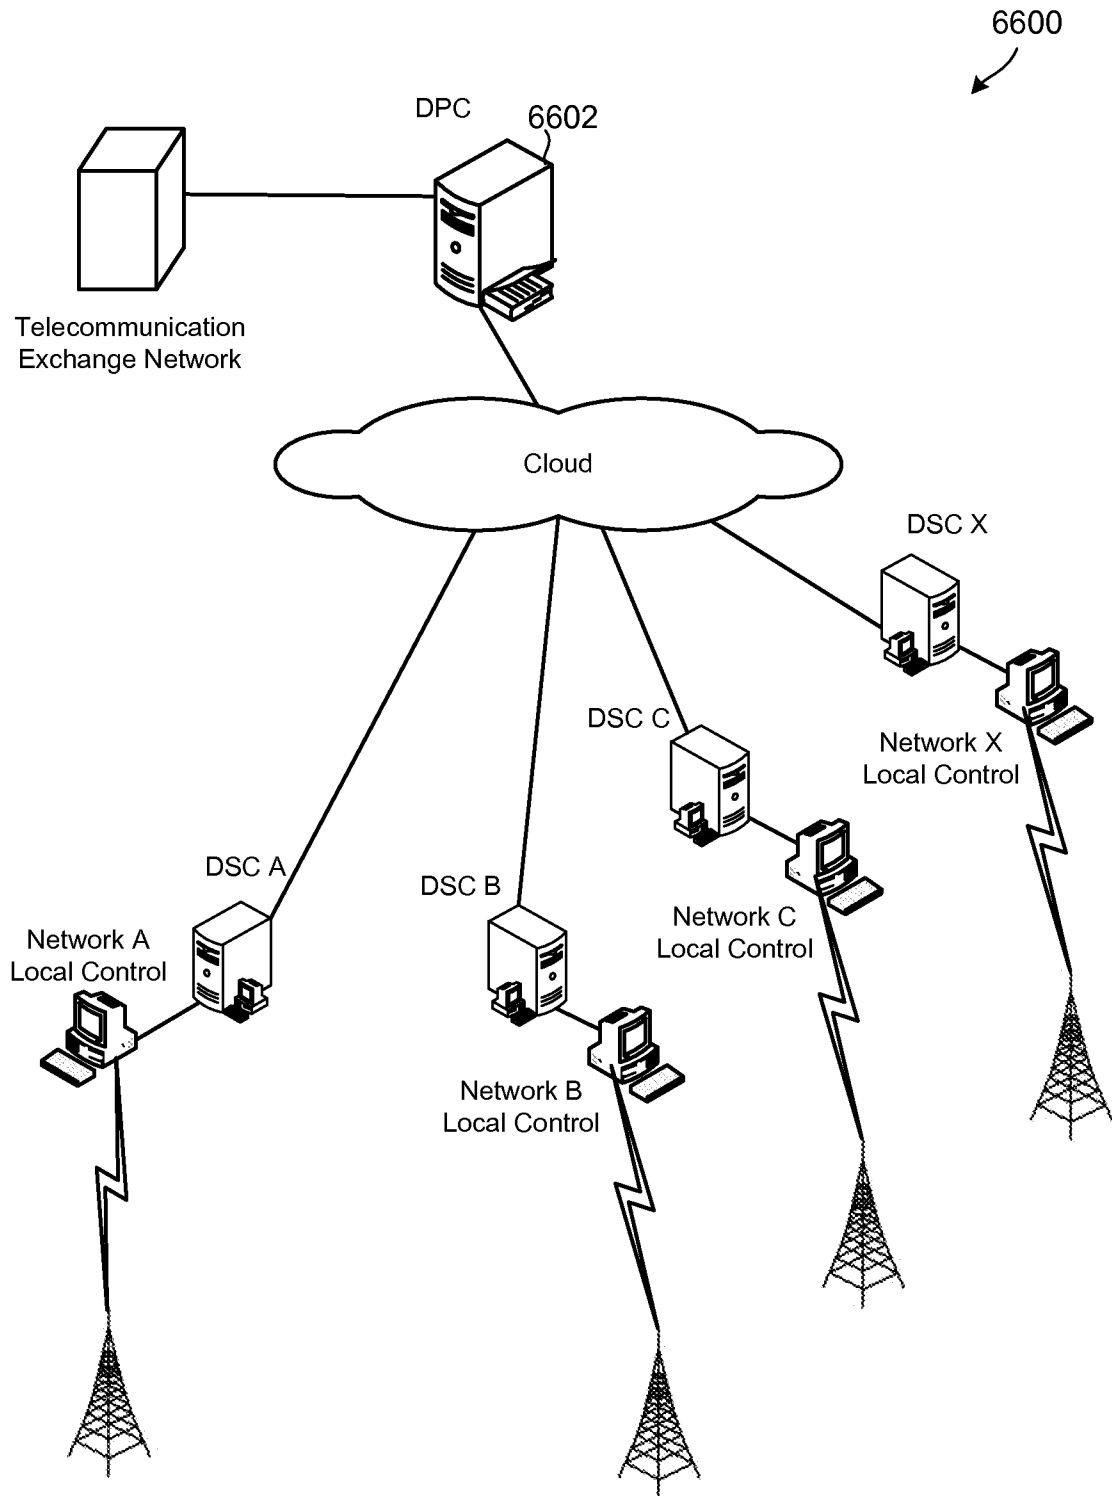 6600
DPC
6602
Telecommunication
Exchange Network
Cloud
DSC X
Network X
Local Control
DSC C
Network C
Local Control
DSC A
DSC B
Network A
Local Control
Network B
Local Control